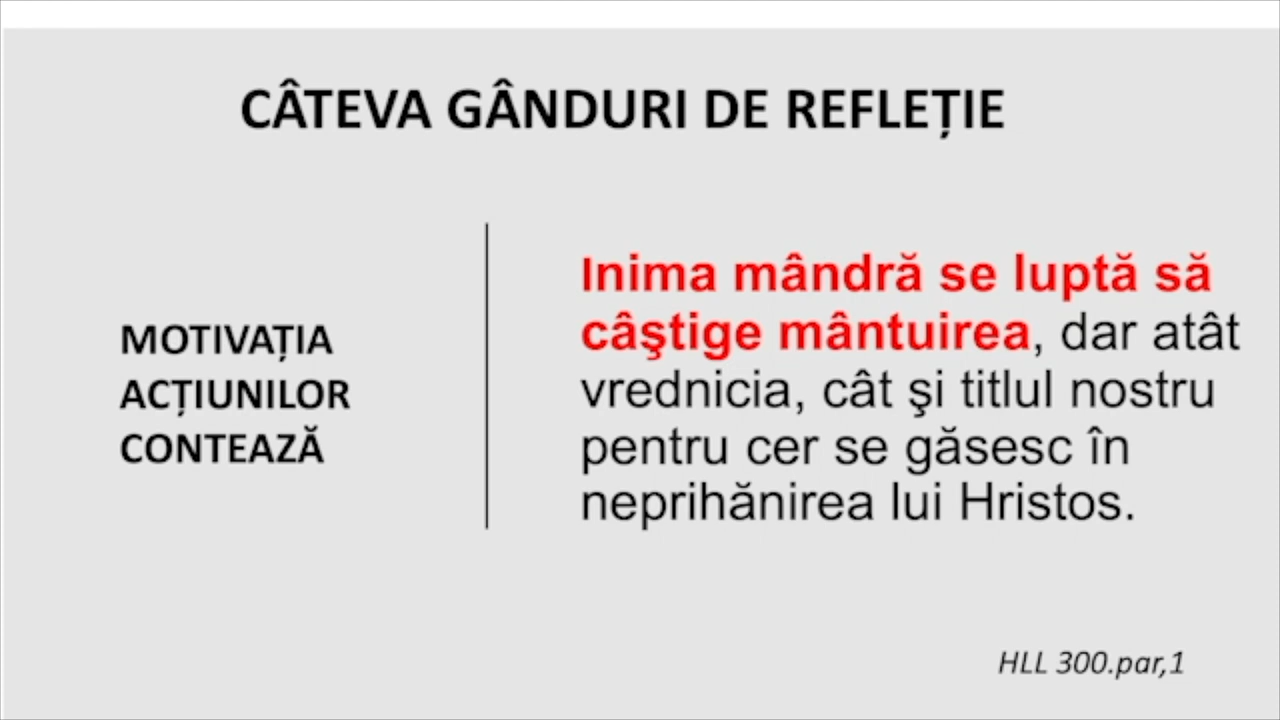 CÂTEVA GÂNDURI DE REFLEȚIE
MOTIVAȚIA
ACȚIUNILOR
CONTEAZĂ
Inima mândră se luptă să
câştige mântuirea, dar atât
vrednicia, cât şi titlul nostru
pentru cer se găsesc în
neprihănirea lui Hristos.
HLL 300.par,1